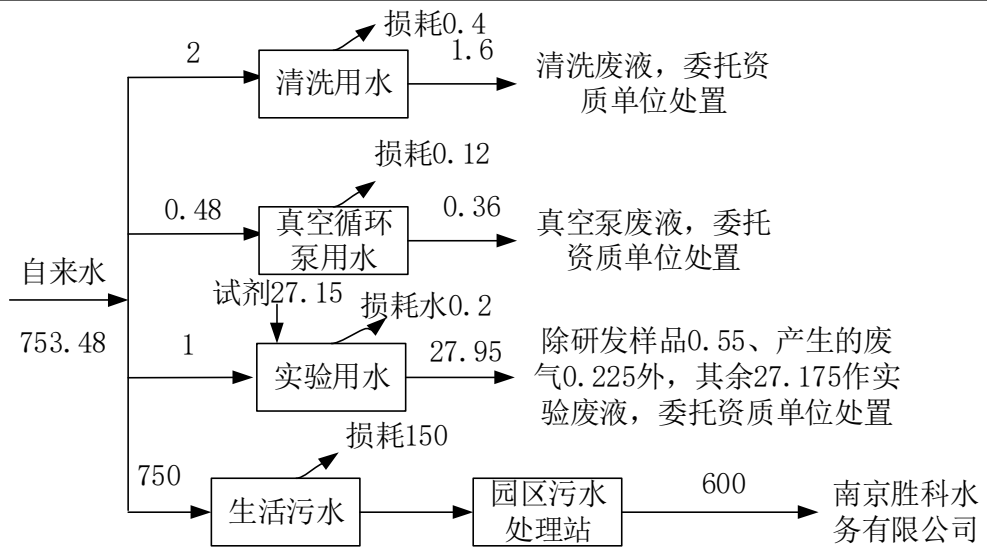 损耗0.4
2
1.6
清洗用水
清洗废液，委托资
质单位处置
损耗0.12
0.48
0.36
真空循环
泵用水
真空泵废液，委托
资质单位处置
自来水
753.48
试剂27.15
损耗水0.2
1
27.95
实验用水
除研发样品0.55、产生的废
气0.225外，其余27.175作实
验废液，委托资质单位处置
损耗150
750
生活污水
园区污水
处理站
600
南京胜科水
务有限公司